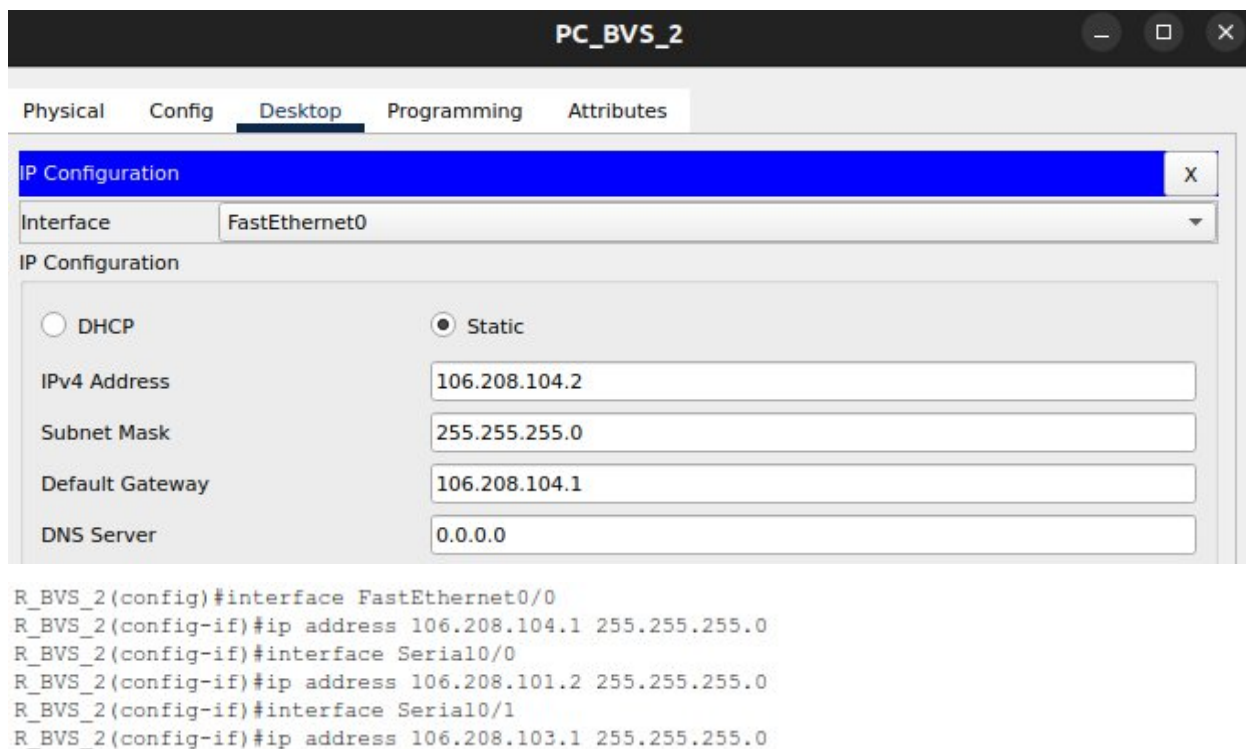 PC_BVS_2
Physical Config Desktop Programming Attributes
IP Configuration X
Interface FastEthernet0
IP Configuration
DHCP Static
IPv4 Address 106.208.104.2
Subnet Mask 255.255.255.0
Default Gateway 106.208.104.1
DNS Server 0.0.0.0
R_BVS_2(config)#interface FastEthernet0/0
R_BVS_2(config-if)#ip address 106.208.104.1 255.255.255.0
R_BVS_2(config-if)#interface Serial0/0
R_BVS_2(config-if)#ip address 106.208.101.2 255.255.255.0
R_BVS_2(config-if)#interface Serial0/1
R_BVS_2(config-if)#ip address 106.208.103.1 255.255.255.0